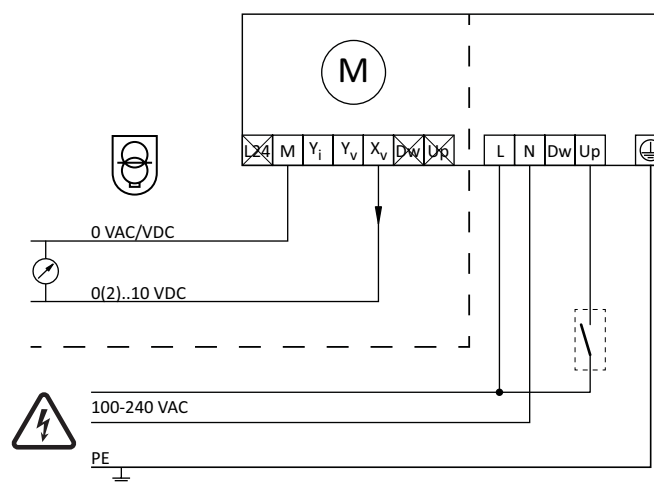 M
L24 M Yi Yv Xv Dw Up L N Dw Up
0 VAC/VDC
0(2)..10 VDC
100-240 VAC
PE